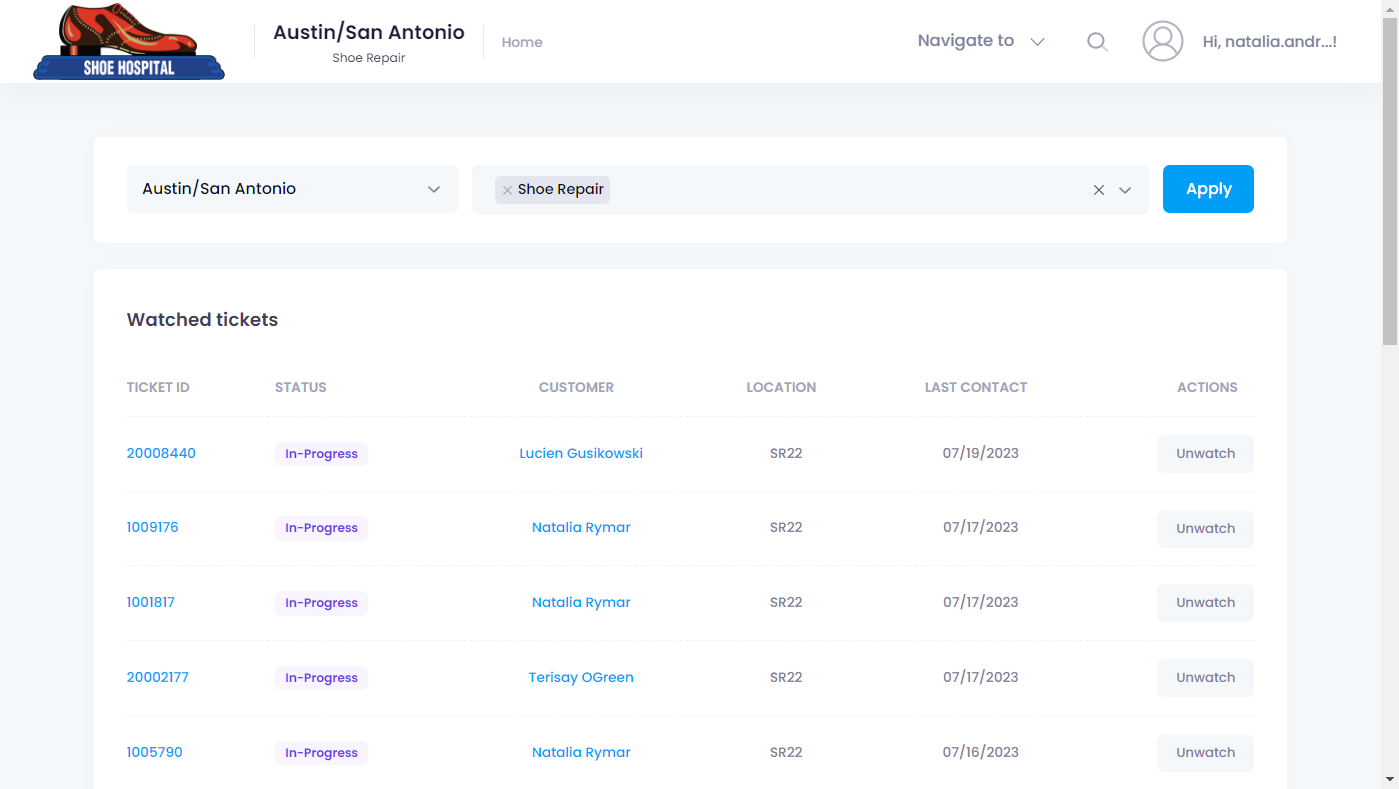 SHOE HOSPITAL
Austin/San Antonio
Shoe Repair
Home
Navigate to
Hi, natalia.andr...!
Austin/San Antonio
Shoe Repair
Apply
Watched tickets
TICKET ID STATUS CUSTOMER LOCATION LAST CONTACT ACTIONS
20008440 In-Progress Lucien Gusikowski SR22 07/19/2023 Unwatch
1009176 In-Progress Natalia Rymar SR22 07/17/2023 Unwatch
1001817 In-Progress Natalia Rymar SR22 07/17/2023 Unwatch
20002177 In-Progress Terisay OGreen SR22 07/17/2023 Unwatch
1005790 In-Progress Natalia Rymar SR22 07/16/2023 Unwatch